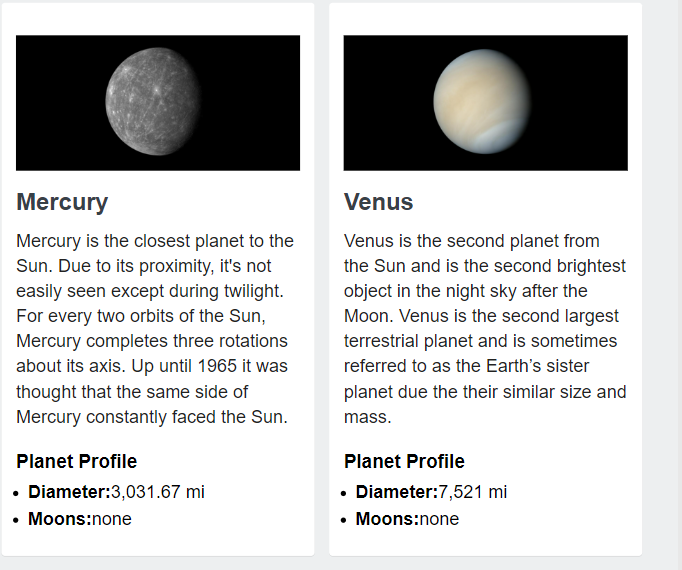 Mercury
Mercury is the closest planet to the
Sun. Due to its proximity, it's not
easily seen except during twilight.
For every two orbits of the Sun,
Mercury completes three rotations
about its axis. Up until 1965 it was
thought that the same side of
Mercury constantly faced the Sun.
Planet Profile
Diameter:3,031.67 mi
Moons:none
Venus
Venus is the second planet from
the Sun and is the second brightest
object in the night sky after the
Moon. Venus is the second largest
terrestrial planet and is sometimes
referred to as the Earth’s sister
planet due the their similar size and
mass.
Planet Profile
Diameter:7,521 mi
Moons:none